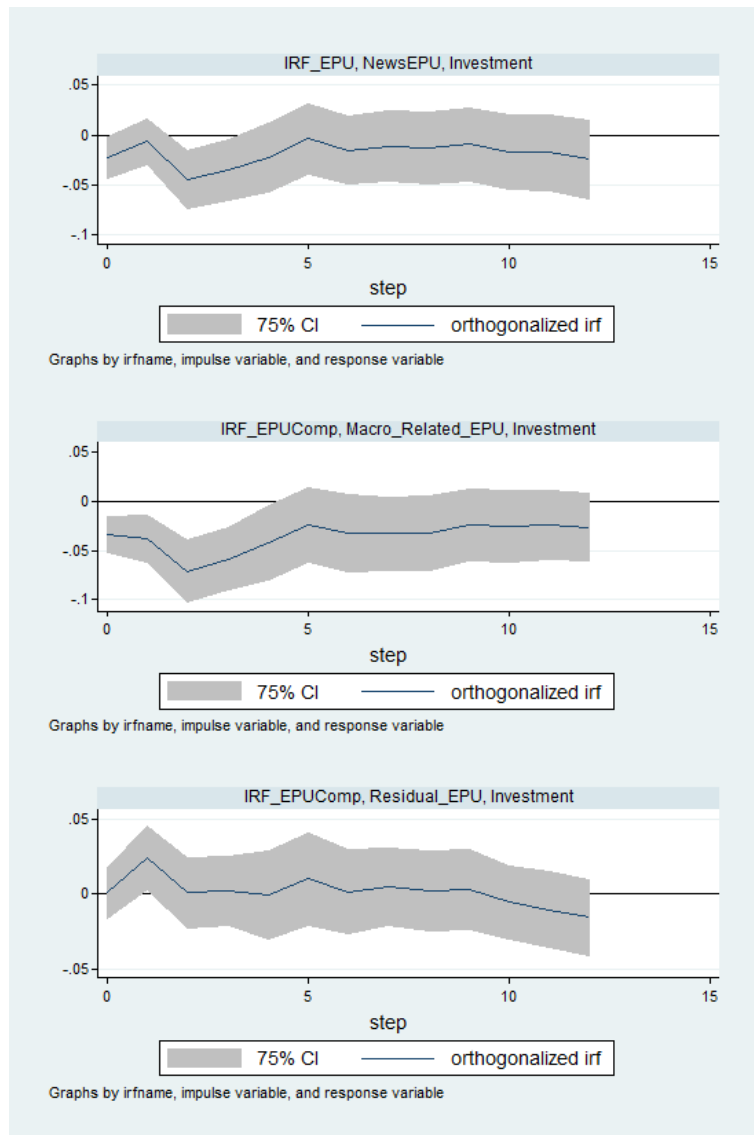 IRF_EPU, NewsEPU, Investment
.05
0
-.05
-.1
0 5 10 15
step
75% CI orthogonalized irf
Graphs by irfname, impulse variable, and response variable
IRF_EPUComp, Macro_Related_EPU, Investment
.05
0
-.05
-.1
0 5 10 15
step
75% CI orthogonalized irf
Graphs by irfname, impulse variable, and response variable
IRF_EPUComp, Residual_EPU, Investment
.05
0
-.05
0 5 10 15
step
75% CI orthogonalized irf
Graphs by irfname, impulse variable, and response variable